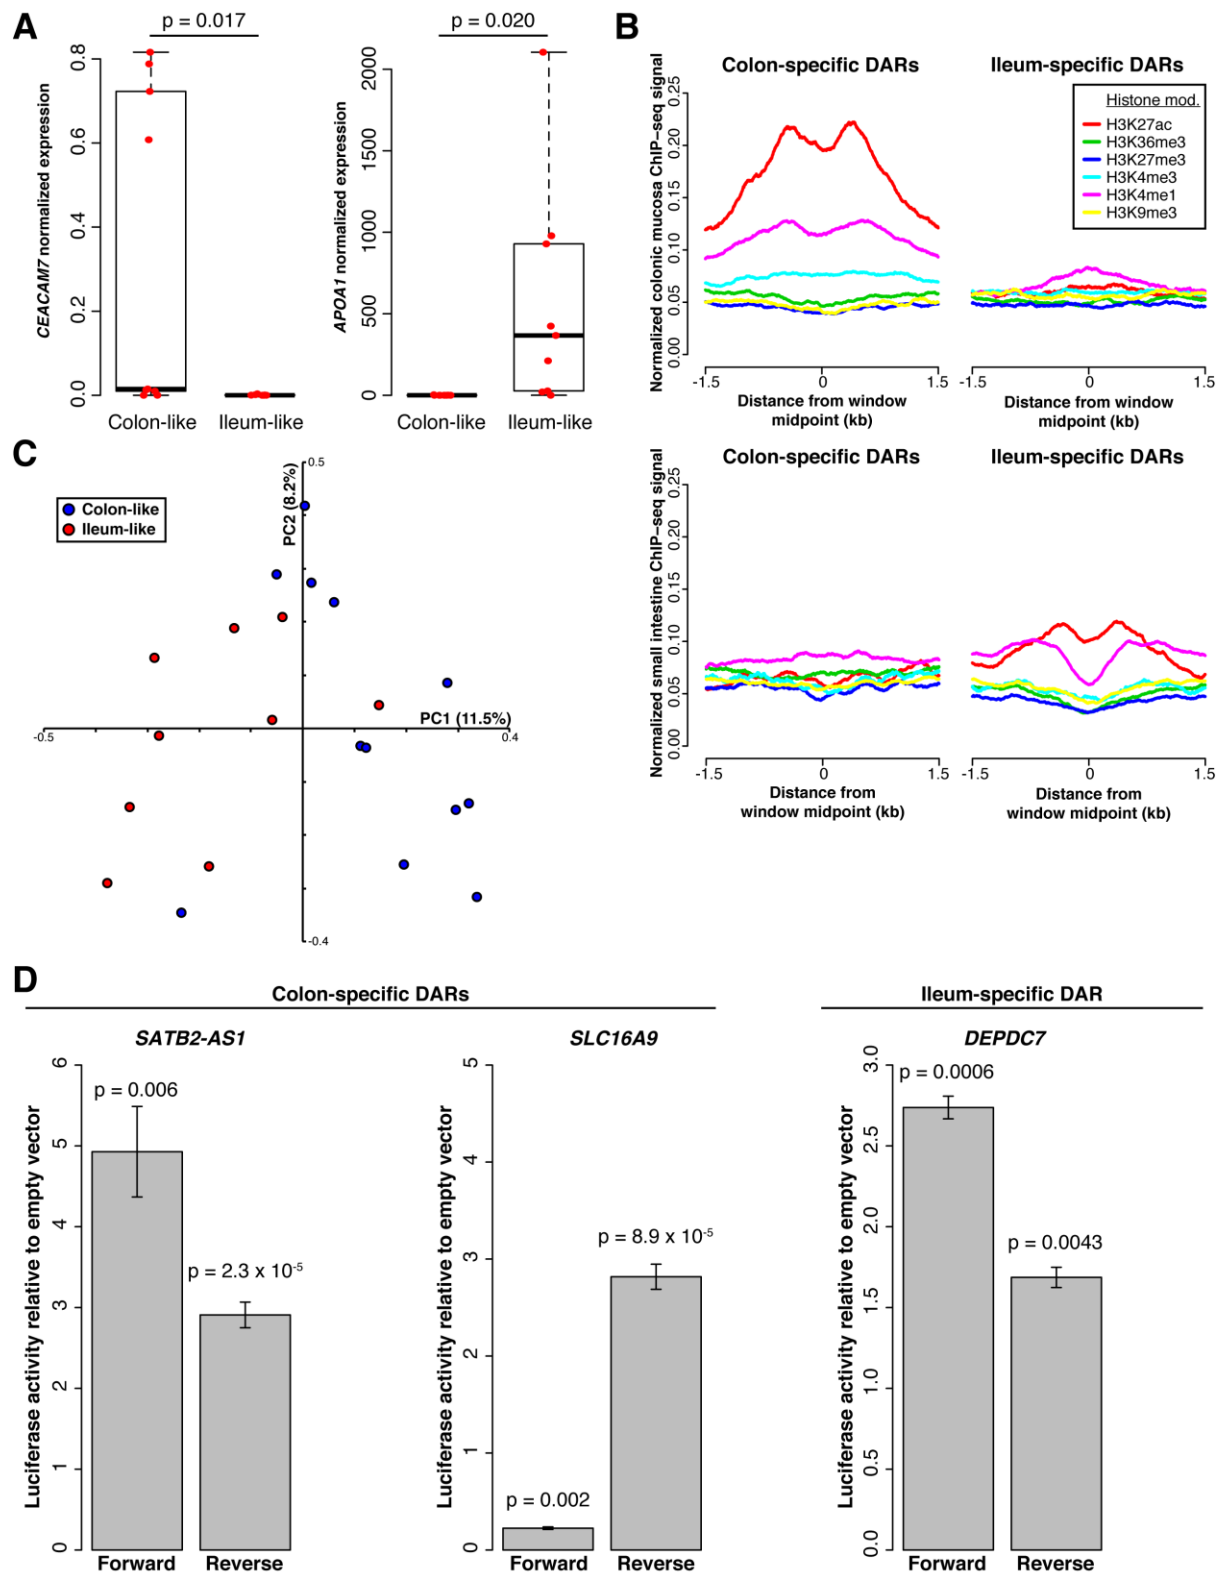 A
p = 0.017
CEACAM7 normalized expression
0.8
0.6
0.4
0.2
0.0
Colon-like
Ileum-like
p = 0.020
APOA1 normalized expression
2000
1500
1000
500
0
Colon-like
Ileum-like
B
Colon-specific DARs
Ileum-specific DARs
Normalized colonic mucosa ChIP-seq signal
0.25
0.20
0.15
0.10
0.05
0.00
Histone mod.
H3K27ac
H3K36me3
H3K27me3
H3K4me3
H3K4me1
H3K9me3
-1.5
0
1.5
Distance from window
midpoint (kb)
-1.5
0
1.5
Distance from window
midpoint (kb)
Colon-specific DARs
Ileum-specific DARs
Normalized small intestine ChIP-seq signal
0.25
0.20
0.15
0.10
0.05
0.00
-1.5
0
1.5
Distance from
window midpoint (kb)
-1.5
0
1.5
Distance from
window midpoint (kb)
C
Colon-like
Ileum-like
PC2 (8.2%)
0.5
-0.5
PC1 (11.5%)
0.4
-0.4
D
Colon-specific DARs
Ileum-specific DAR
SATB2-AS1
Luciferase activity relative to empty vector
6
5
4
3
2
1
0
p = 0.006
p = 2.3 x 10-5
Forward
Reverse
SLC16A9
Luciferase activity relative to empty vector
5
4
3
2
1
0
p = 0.002
p = 8.9 x 10-5
Forward
Reverse
DEPDC7
Luciferase activity relative to empty vector
3.0
2.5
2.0
1.5
1.0
0.5
0.0
p = 0.0006
p = 0.0043
Forward
Reverse